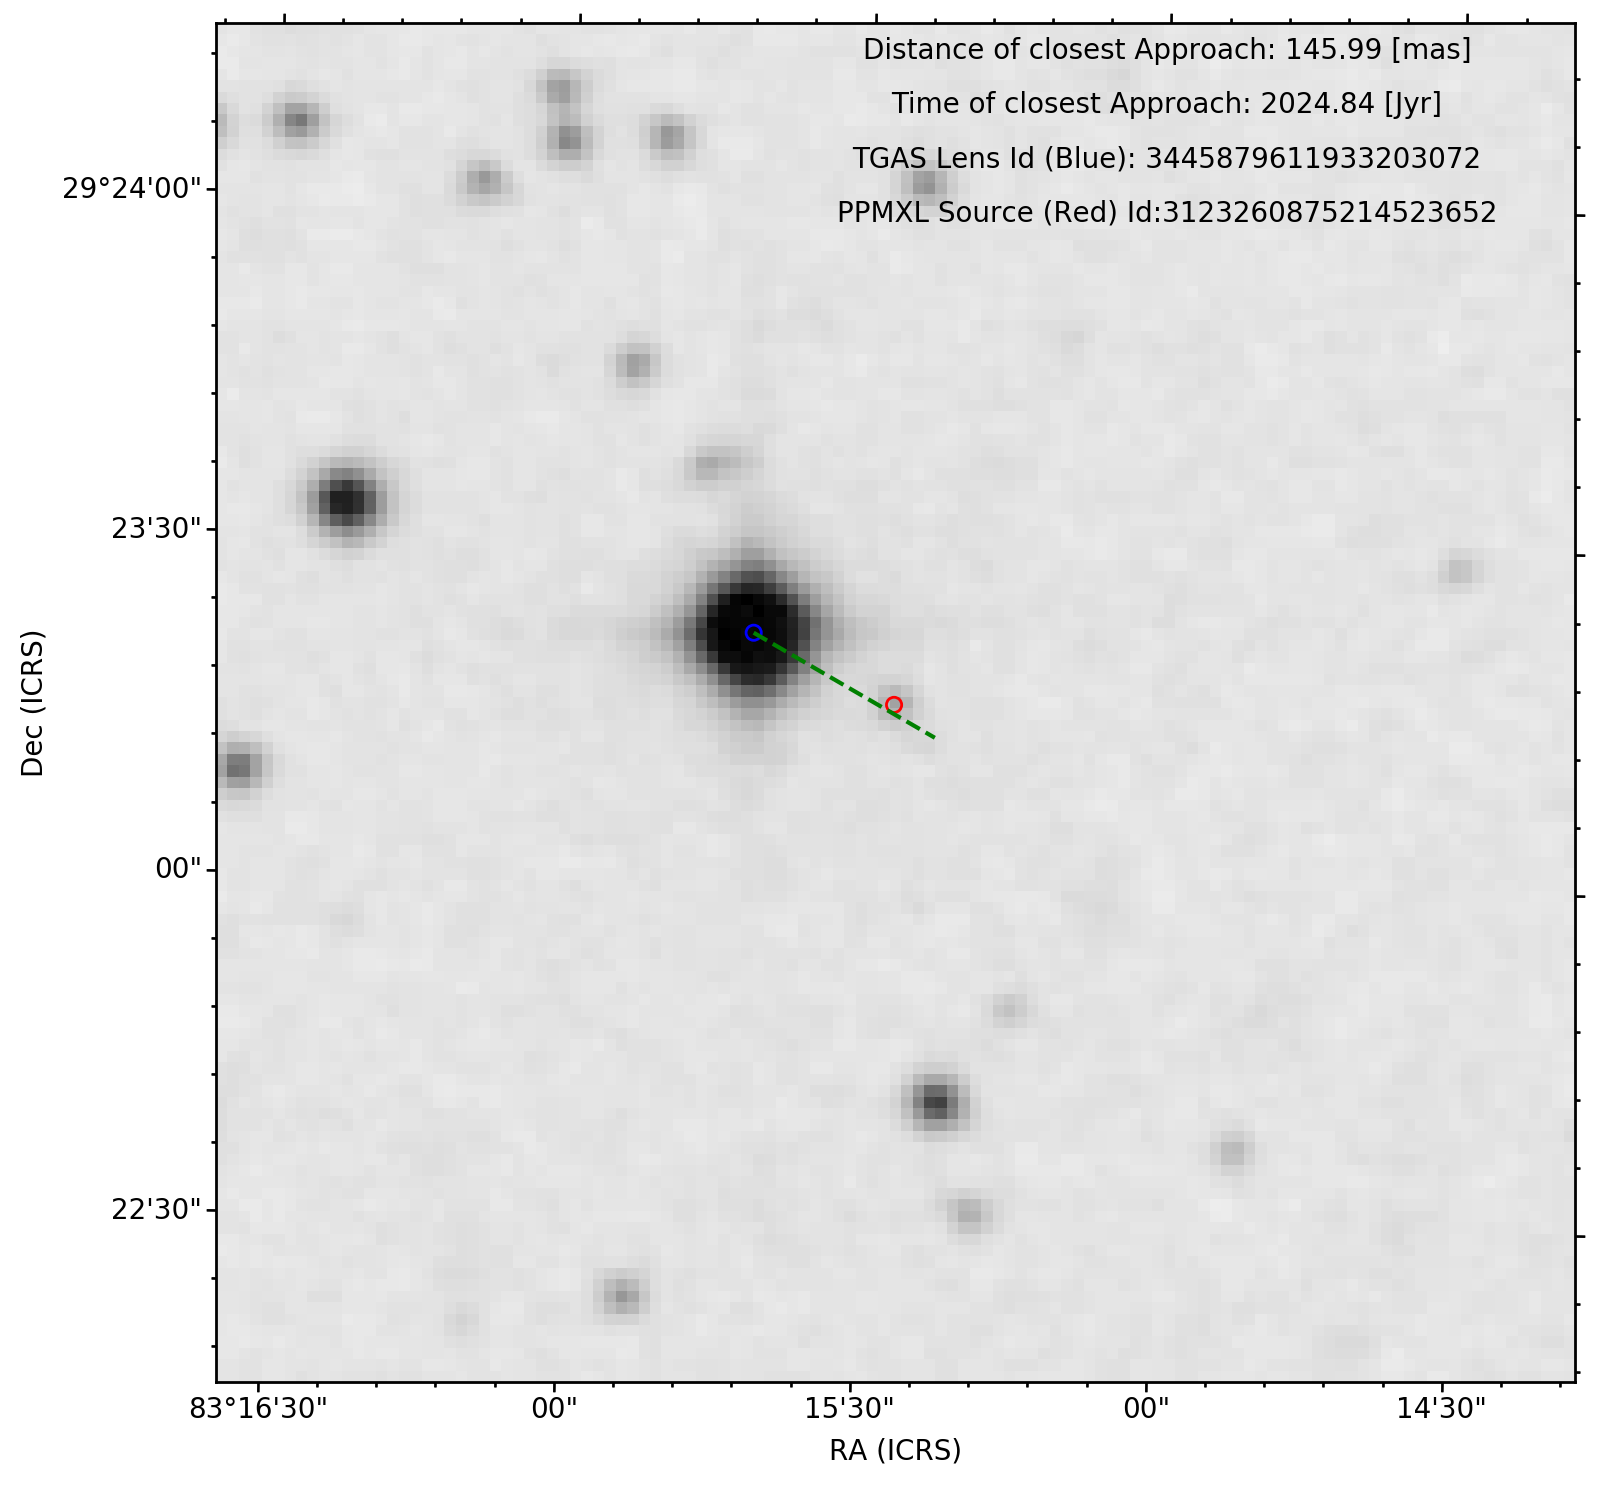 Distance of closest Approach: 145.99 [mas]
Time of closest Approach: 2024.84 [Jyr]
TGAS Lens Id (Blue): 3445879611933203072
PPMXL Source (Red) Id:3123260875214523652
29°24'00"
23'30"
00"
22'30"
Dec (ICRS)
83°16'30" 00" 15'30" 00" 14'30"
RA (ICRS)